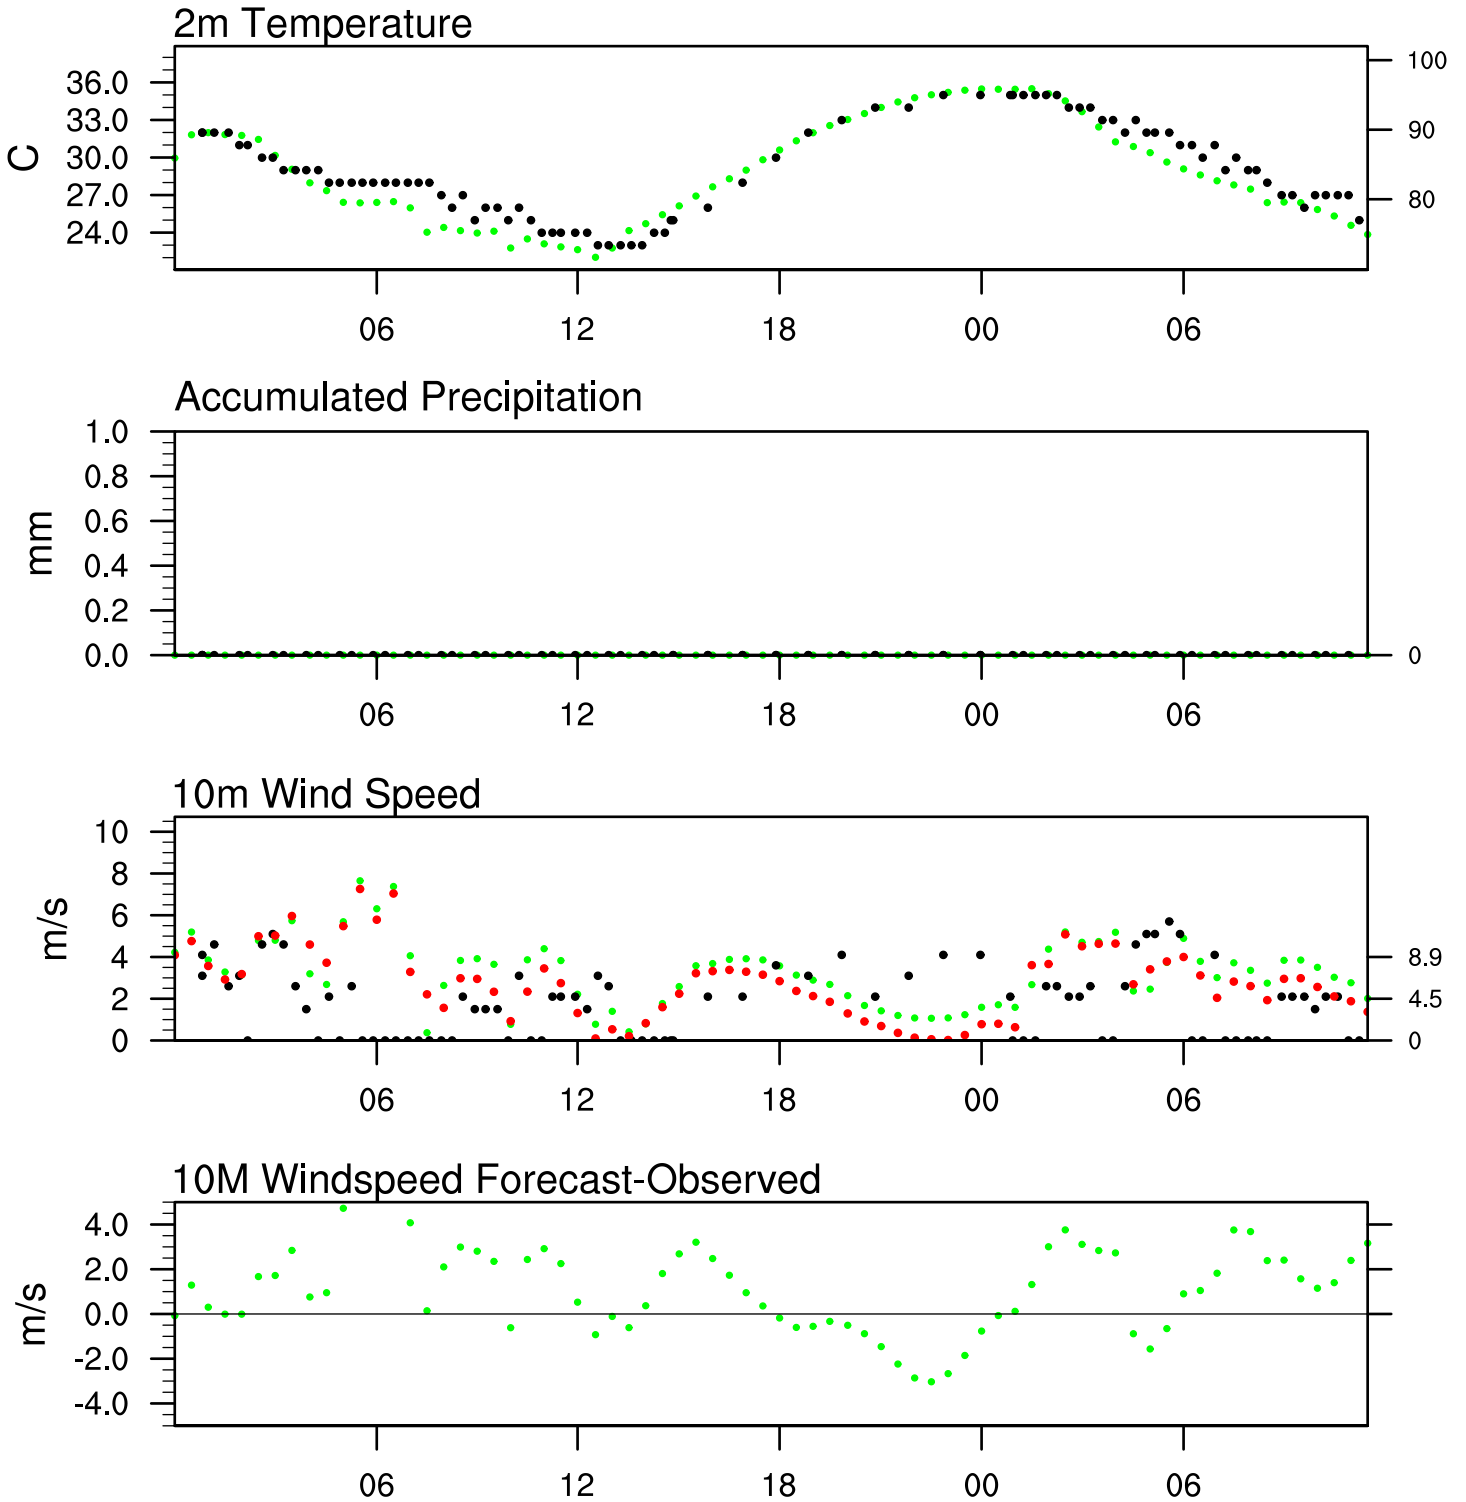 2m Temperature
C
36.0
33.0
30.0
27.0
24.0
100
90
80
06 12 18 00 06
Accumulated Precipitation
mm
1.0
0.8
0.6
0.4
0.2
0.0
0
06 12 18 00 06
10m Wind Speed
m/s
10
8
6
4
2
0
8.9
4.5
0
06 12 18 00 06
10M Windspeed Forecast-Observed
m/s
4.0
2.0
0.0
-2.0
-4.0
06 12 18 00 06